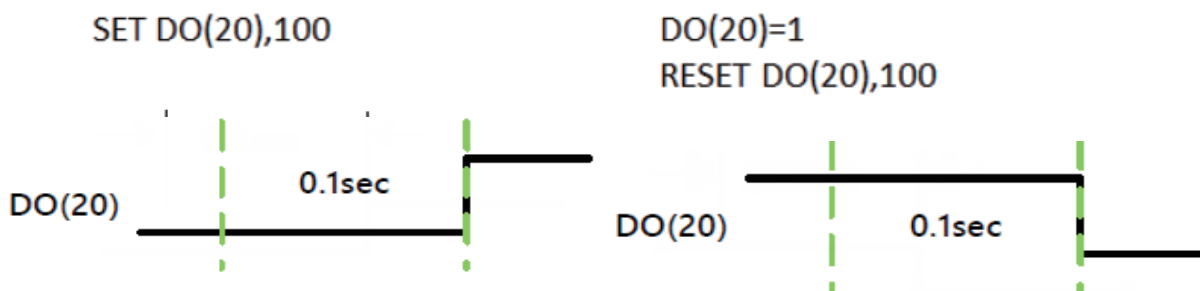 SET DO(20),100
DO(20)=1
RESET DO(20),100
0.1sec
DO(20)
0.1sec
DO(20)